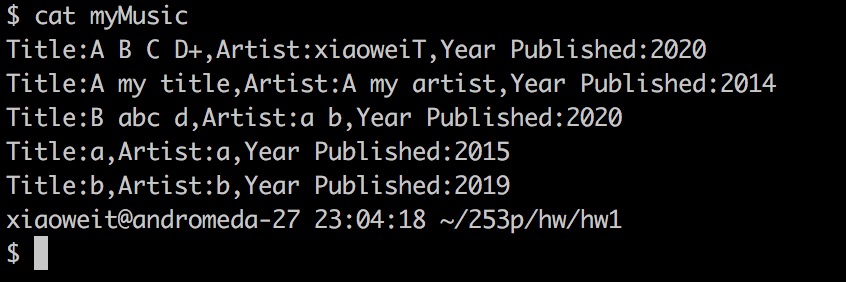 $ cat myMusic
Title:A B C D+,Artist:xiaoweiT,Year Published:2020
Title:A my title,Artist:A my artist,Year Published:2014
Title:B abc d,Artist:a b,Year Published:2020
Title:a,Artist:a,Year Published:2015
Title:b,Artist:b,Year Published:2019
xiaoweit@andromeda-27 23:04:18 ~/253p/hw/hw1
$